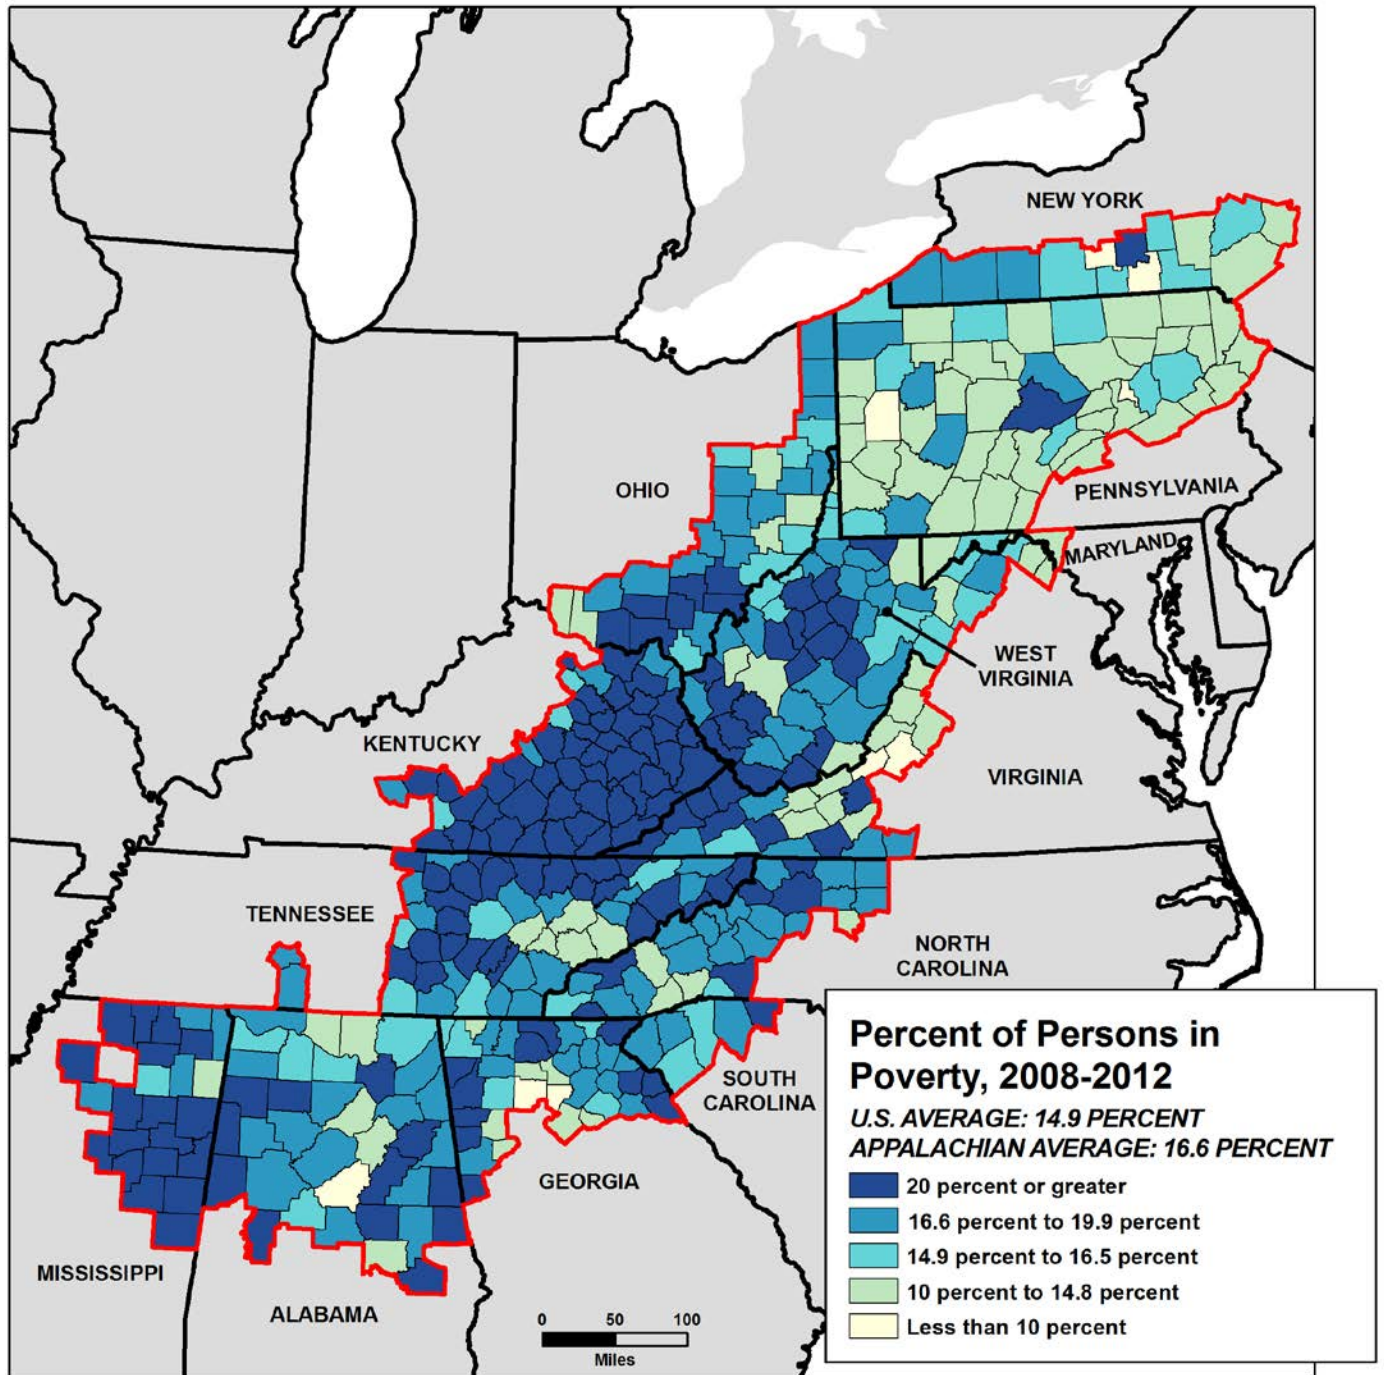 NEW YORK
OHIO
PENNSYLVANIA
MARYLAND
WEST
VIRGINIA
KENTUCKY
VIRGINIA
TENNESSEE
NORTH
CAROLINA
SOUTH
CAROLINA
GEORGIA
MISSISSIPPI
ALABAMA
0 50 100
Miles
Percent of Persons in
Poverty, 2008-2012
U.S. AVERAGE: 14.9 PERCENT
APPALACHIAN AVERAGE: 16.6 PERCENT
20 percent or greater
16.6 percent to 19.9 percent
14.9 percent to 16.5 percent
10 percent to 14.8 percent
Less than 10 percent